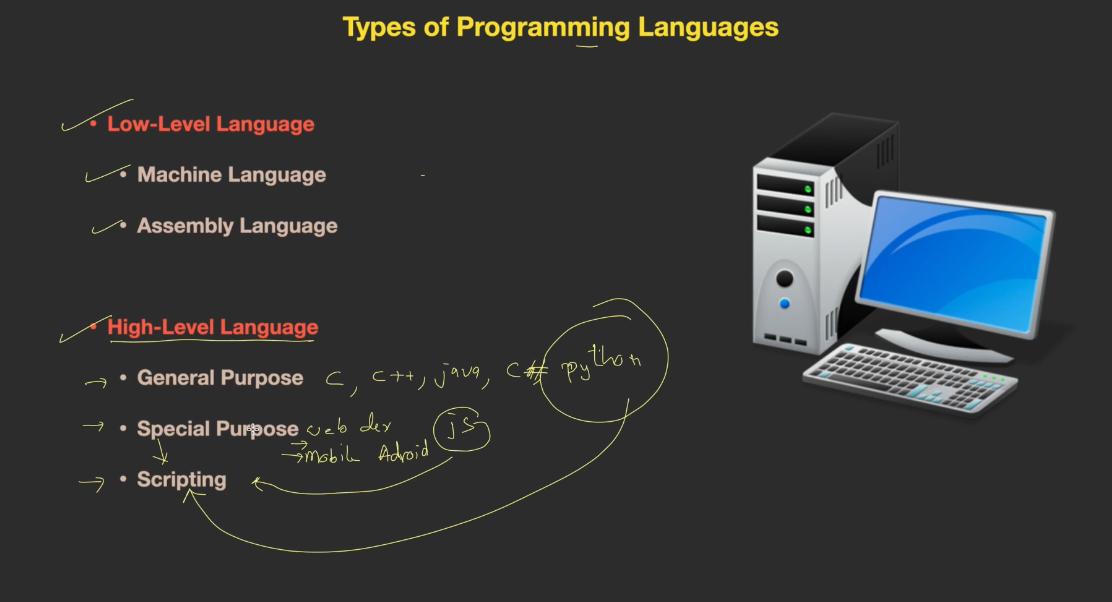 Types of Programming Languages
• Low-Level Language
• Machine Language
• Assembly Language
• High-Level Language
• General Purpose C, C++, java, C# python
• Special Purpose web dev js
→ mobile Adroid
• Scripting